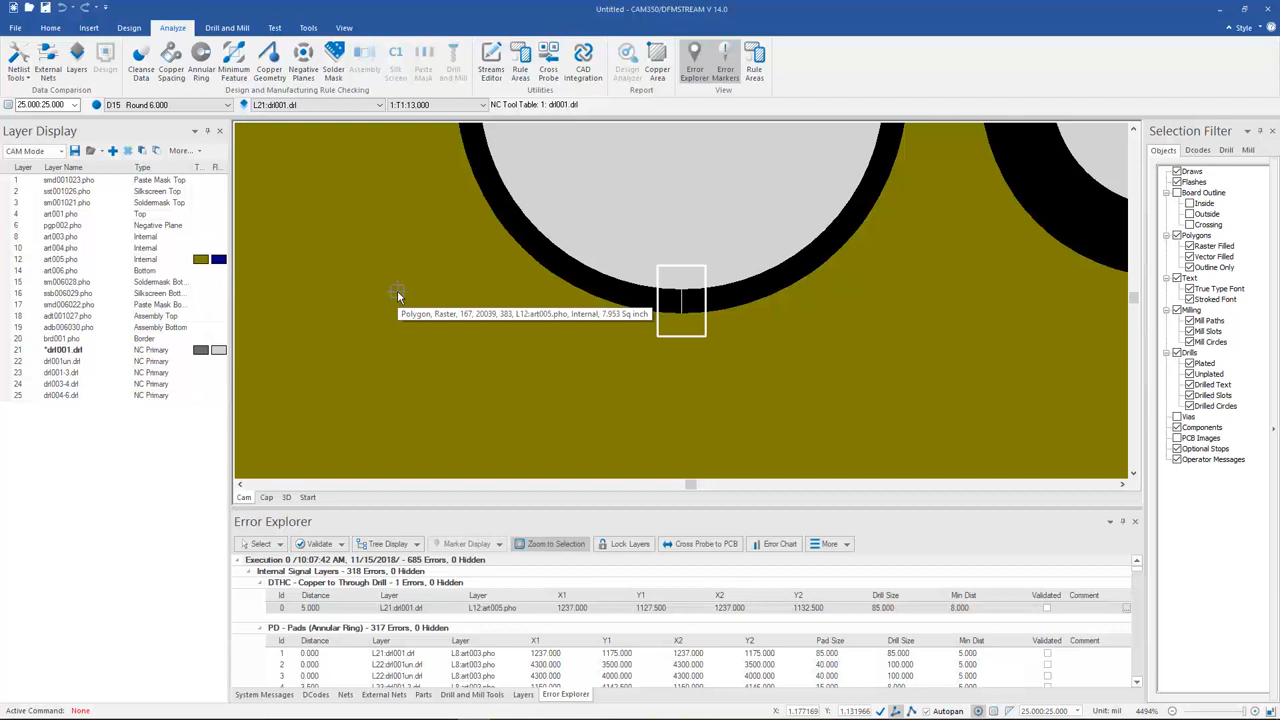 Untitled - CAM350/DFMSTREAM V 14.0
File Home Insert Design Analyze Drill and Mill Test Tools View Style
Netlist Tools External Nets Layers Design Cleanse Data Copper Spacing Annular Ring Minimum Feature Copper Geometry Negative Planes Solder Mask Assembly Silk Screen Paste Mask Drill and Mill Streams Editor Rule Areas Cross Probe CAD Integration Design Analyzer Copper Area Error Explorer Error Markers Rule Areas
C1
Data Comparison Design and Manufacturing Rule Checking Utilities Report View
25.000:25.000 D15 Round 6.000 L21:drl001.drl 1:T1:13.000 NC Tool Table: 1: drl001.drl
Layer Display
CAM Mode More...
Layer Layer Name Type T... Fl...
1 smd001023.pho Paste Mask Top
2 sst001026.pho Silkscreen Top
3 sm001021.pho Soldermask Top
4 art001.pho Top
6 pgp002.pho Negative Plane
8 art003.pho Internal
10 art004.pho Internal
12 art005.pho Internal
14 art006.pho Bottom
15 sm006028.pho Soldermask Bot...
16 ssb006029.pho Silkscreen Bott...
17 smd006022.pho Paste Mask Bo...
18 adt001027.pho Assembly Top
19 adb006030.pho Assembly Bottom
20 brd001.pho Border
21 *drl001.drl NC Primary
22 drl001un.drl NC Primary
23 drl001-3.drl NC Primary
24 drl003-4.drl NC Primary
25 drl004-6.drl NC Primary
Polygon, Raster, 167, 20039, 383, L12:art005.pho, Internal, 7.953 Sq inch
Cam Cap 3D Start
Selection Filter
Objects Dcodes Drill Mill
Draws
Flashes
Board Outline
Inside
Outside
Crossing
Polygons
Raster Filled
Vector Filled
Outline Only
Text
True Type Font
Stroked Font
Milling
Mill Paths
Mill Slots
Mill Circles
Drills
Plated
Unplated
Drilled Text
Drilled Slots
Drilled Circles
Vias
Components
PCB Images
Optional Stops
Operator Messages
Error Explorer
Select Validate Tree Display Marker Display Zoom to Selection Lock Layers Cross Probe to PCB Error Chart More
Execution 0 /10:07:42 AM, 11/15/2018/ - 685 Errors, 0 Hidden
Internal Signal Layers - 318 Errors, 0 Hidden
DTHC - Copper to Through Drill - 1 Errors, 0 Hidden
Id Distance Layer Layer X1 Y1 X2 Y2 Drill Size Min Dist Validated Comment
0 5.000 L21:drl001.drl L12:art005.pho 1237.000 1127.500 1237.000 1132.500 85.000 8.000
PD - Pads (Annular Ring) - 317 Errors, 0 Hidden
Id Distance Layer Layer X1 Y1 X2 Y2 Pad Size Drill Size Min Dist Validated Comment
1 0.000 L21:drl001.drl L8:art003.pho 1237.000 1175.000 1237.000 1175.000 85.000 85.000 5.000
2 0.000 L22:drl001un.drl L8:art003.pho 4300.000 3500.000 4300.000 3500.000 40.000 100.000 5.000
3 0.000 L22:drl001un.drl L8:art003.pho 4300.000 4000.000 4300.000 4000.000 40.000 100.000 5.000
System Messages DCodes Nets External Nets Parts Drill and Mill Tools Layers Error Explorer
Active Command: None X: 1.177169 Y: 1.131966 Autopan 25.000:25.000 Unit: mil 4494%